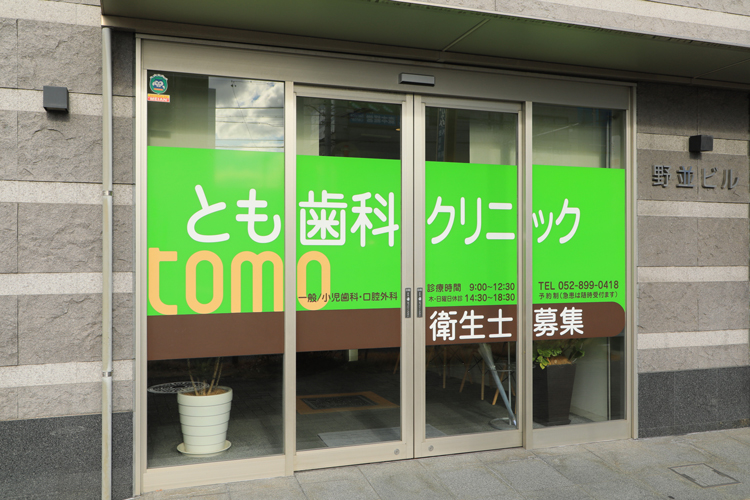 とも歯科クリニック
tomo
一般/小児歯科・口腔外科
診療時間 9:00~12:30
木・日曜日休診 14:30~18:30
TEL 052-899-0418
予約制(急患は随時受付ます)
衛生士募集
野並ビル